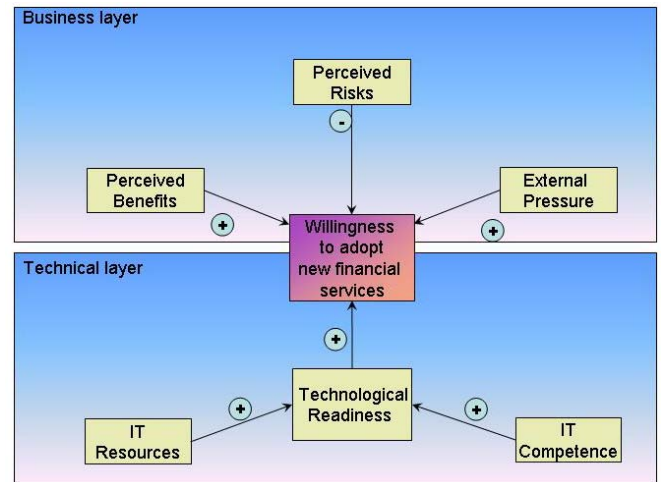 Business layer
Perceived
Risks
-
Perceived
Benefits
External
Pressure
+
+
Willingness
to adopt
new financial
services
Technical layer
+
Technological
Readiness
+
+
IT
Resources
IT
Competence